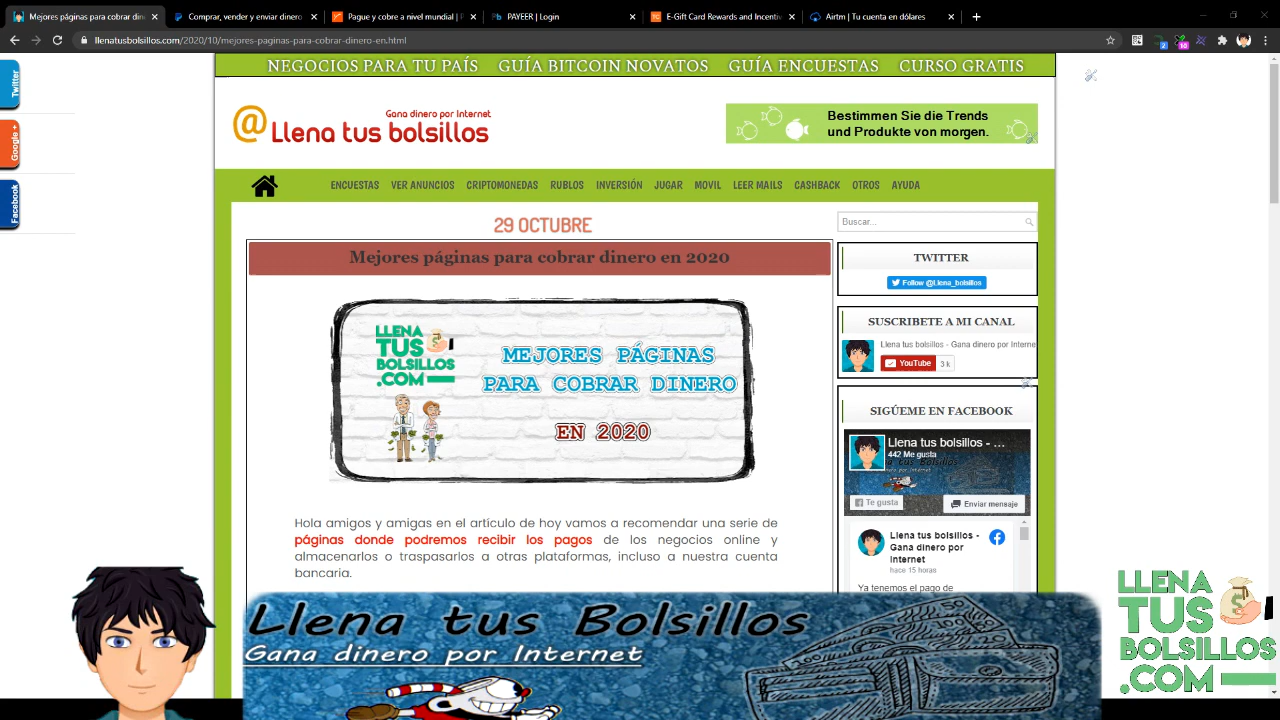 Mejores páginas para cobrar din
Comprar, vender y enviar dinero
Pague y cobre a nivel mundial | P
PAYEER | Login
E-Gift Card Rewards and Incentiv
Airtm | Tu cuenta en dólares
llenatusbolsillos.com/2020/10/mejores-paginas-para-cobrar-dinero-en.html
NEGOCIOS PARA TU PAÍS GUÍA BITCOIN NOVATOS GUÍA ENCUESTAS CURSO GRATIS
Twitter
Google +
Facebook
Gana dinero por Internet
@Llena tus bolsillos
Bestimmen Sie die Trends
und Produkte von morgen.
ENCUESTAS VER ANUNCIOS CRIPTOMONEDAS RUBLOS INVERSIÓN JUGAR MOVIL LEER MAILS CASHBACK OTROS AYUDA
29 OCTUBRE
Mejores páginas para cobrar dinero en 2020
LLENA
TUS
BOLSILLOS
.COM
MEJORES PÁGINAS
PARA COBRAR DINERO
EN 2020
Hola amigos y amigas en el artículo de hoy vamos a recomendar una serie de
páginas donde podremos recibir los pagos de los negocios online y
almacenarlos o traspasarlos a otras plataformas, incluso a nuestra cuenta
bancaria.
Buscar...
TWITTER
Follow @Llena_bolsillos
SUSCRIBETE A MI CANAL
Llena tus bolsillos - Gana dinero por Interne
YouTube 3 k
SIGÚEME EN FACEBOOK
Llena tus bolsillos - ...
442 Me gusta
Te gusta
Enviar mensaje
Llena tus bolsillos -
Gana dinero por
Internet
hace 15 horas
Ya tenemos el pago de
Llena tus Bolsillos
Gana dinero por Internet
LLENA
TUS
BOLSILLOS
.COM